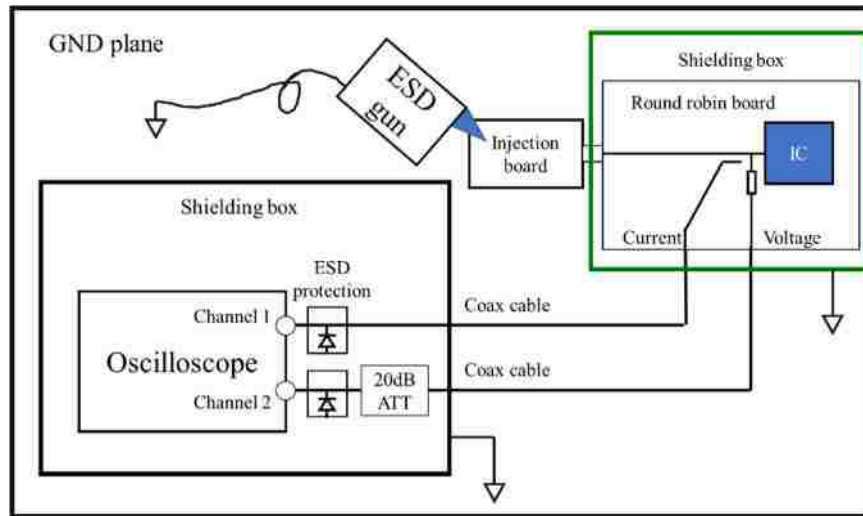 GND plane
ESD
gun
Shielding box
Round robin board
Injection
board
IC
Shielding box
Current
Voltage
ESD
protection
Channel 1
Coax cable
Oscilloscope
Channel 2
20dB
ATT
Coax cable